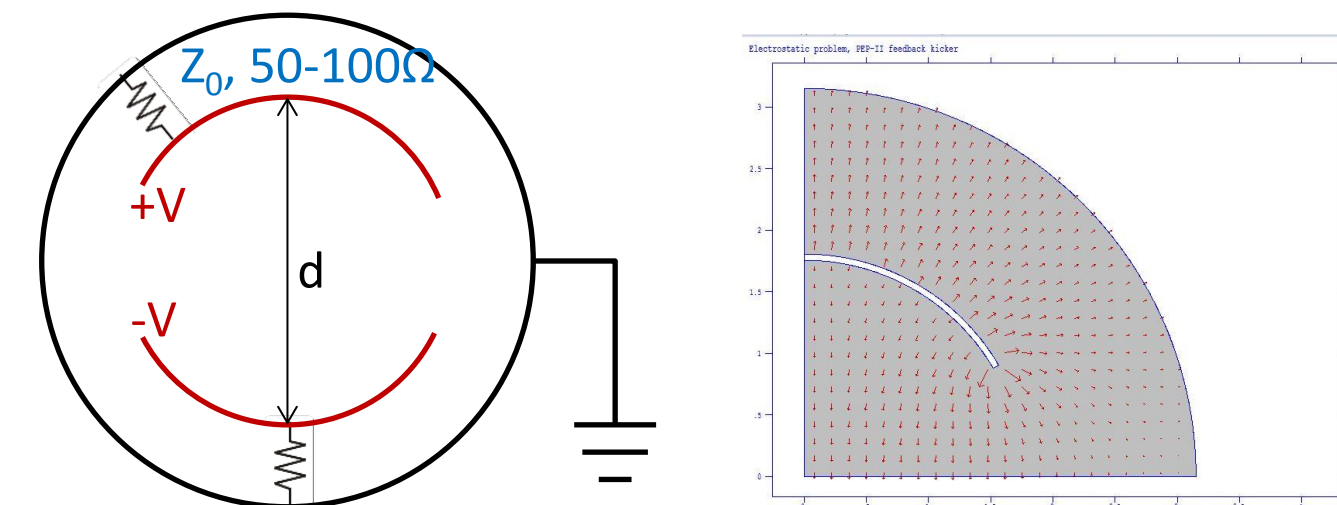 Z0, 50-100Ω
+V
d
-V
Electrostatic problem, PEP-II feedback kicker
3
2.5
2
1.5
1
.5
0